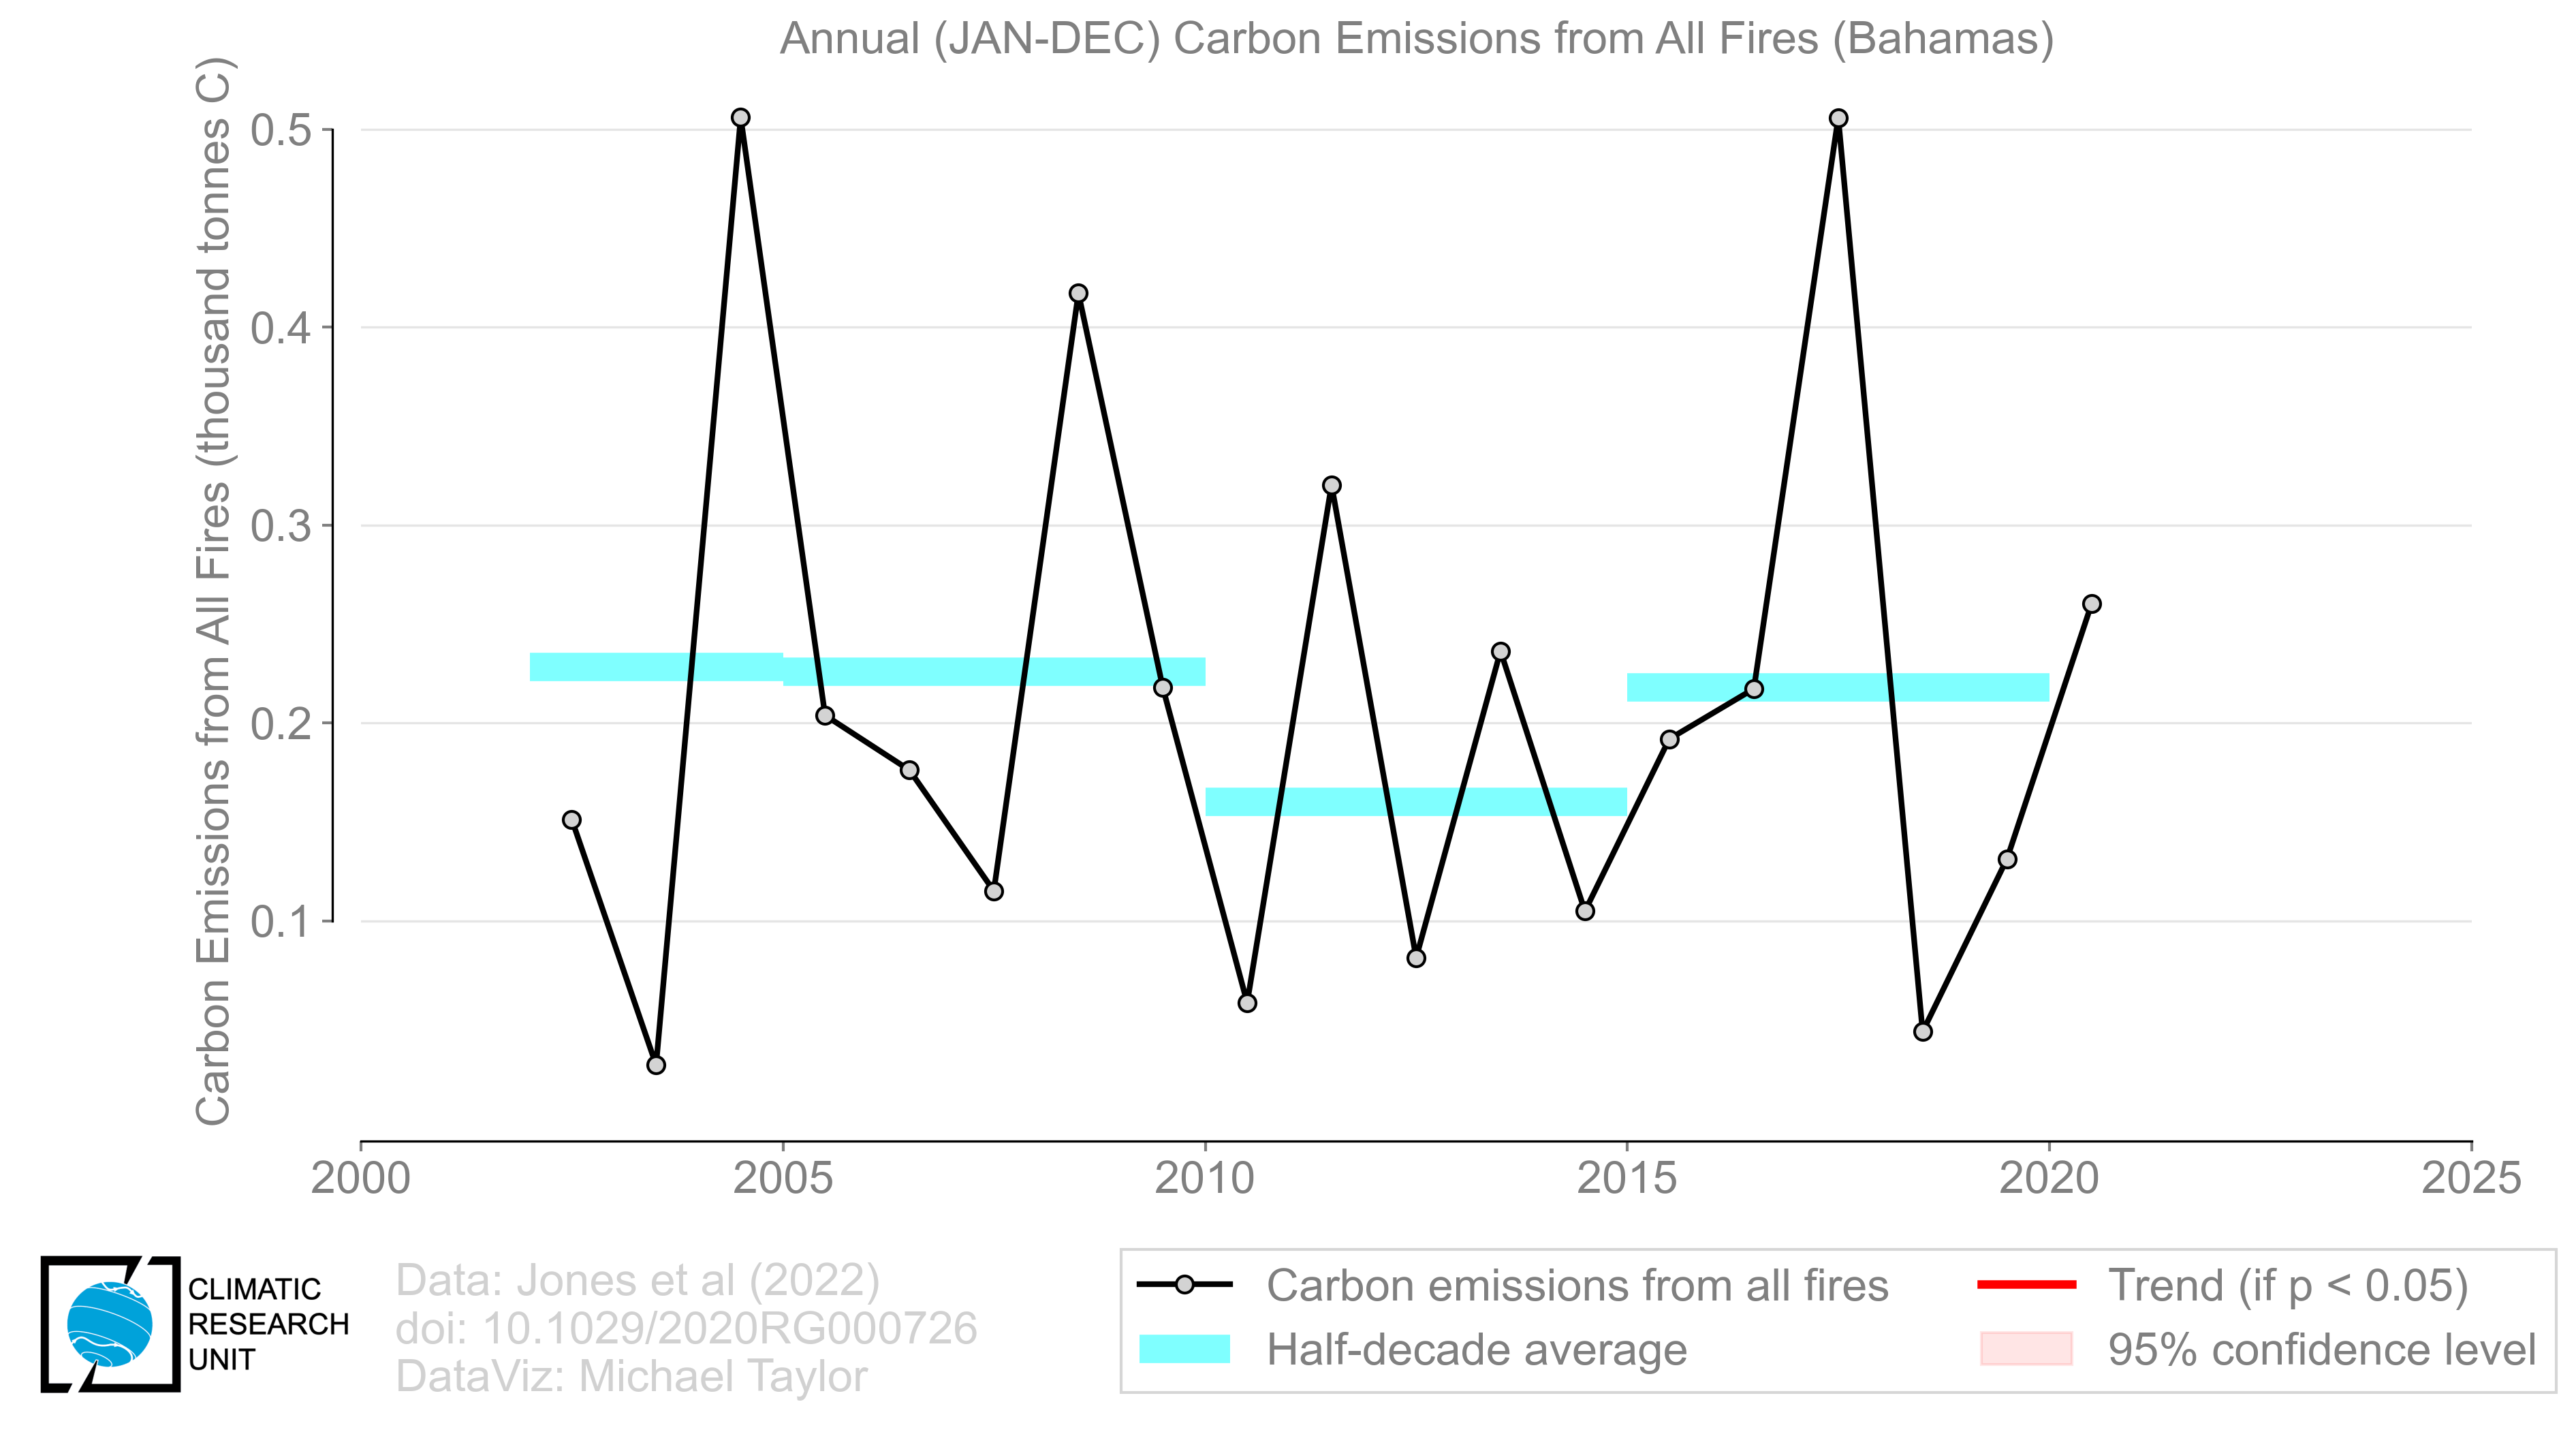 Annual (JAN-DEC) Carbon Emissions from All Fires (Bahamas)
Carbon Emissions from All Fires (thousand tonnes C)
0.5
0.4
0.3
0.2
0.1
2000 2005 2010 2015 2020 2025
CLIMATIC
RESEARCH
UNIT
Data: Jones et al (2022)
doi: 10.1029/2020RG000726
DataViz: Michael Taylor
Carbon emissions from all fires
Half-decade average
Trend (if p < 0.05)
95% confidence level